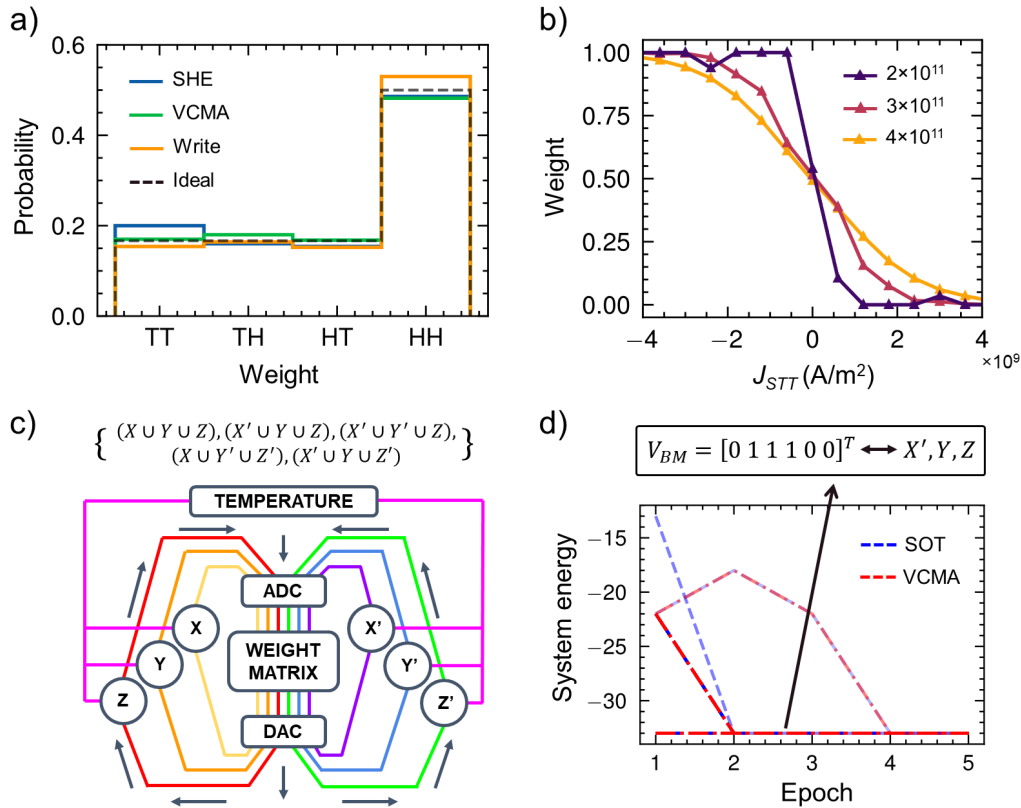 a)
0.6
0.4
0.2
0.0
Probability
SHE
VCMA
Write
Ideal
TT TH HT HH
Weight
b)
1.00
0.75
0.50
0.25
0.00
Weight
2×10¹¹
3×10¹¹
4×10¹¹
−4 −2 0 2 4
×10⁹
J_STT (A/m²)
c)
{ (X ∪ Y ∪ Z), (X′ ∪ Y ∪ Z), (X′ ∪ Y′ ∪ Z),
(X ∪ Y′ ∪ Z′), (X′ ∪ Y ∪ Z′) }
TEMPERATURE
ADC
X X'
WEIGHT
MATRIX
Y Y'
Z Z'
DAC
d)
V_BM = [0 1 1 1 0 0]ᵀ ↔ X′, Y, Z
−15
−20
−25
−30
System energy
SOT
VCMA
1 2 3 4 5
Epoch